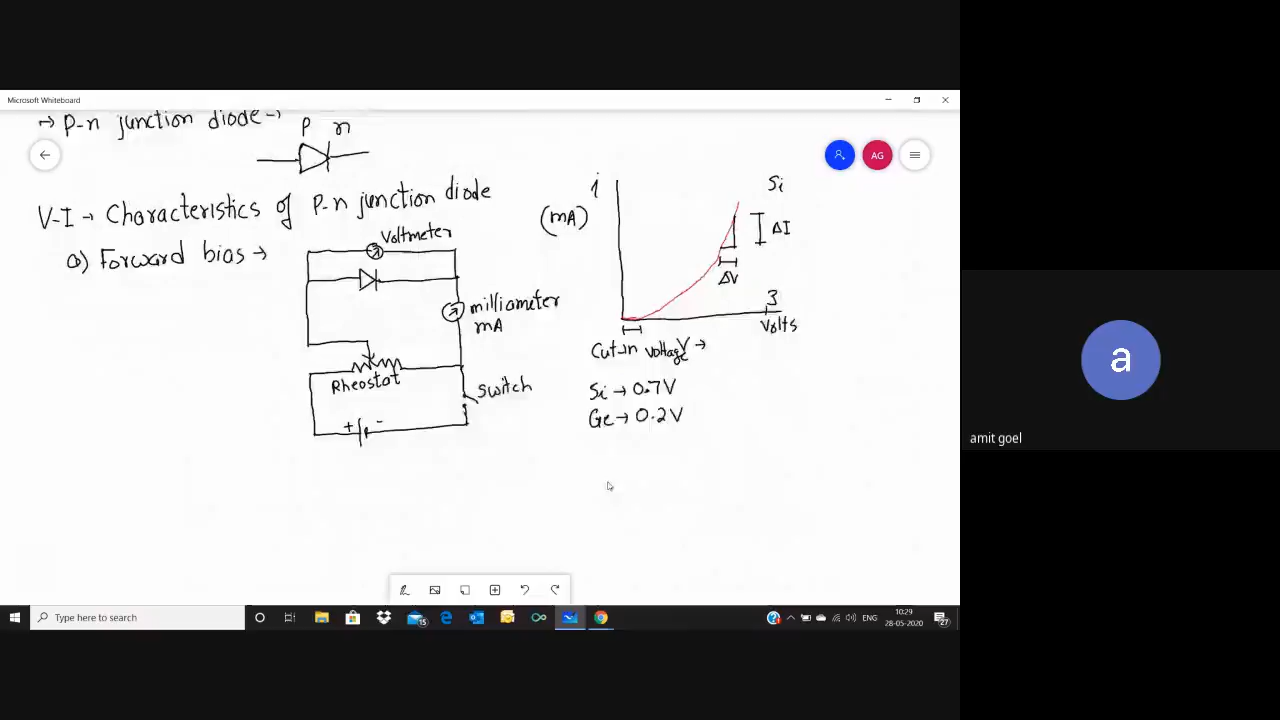 Microsoft Whiteboard
↦ P-n junction diode→
P n
AG
V-I → Characteristics of P-n junction diode
a) Forward bias →
Voltmeter
milliameter
mA
Rheostat
Switch
+ -
i
(mA)
Si
ΔI
ΔV
3
Volts
Cut-in voltage V →
Si → 0.7V
Ge → 0.2V
a
amit goel
Type here to search
15
ENG
10:29
28-05-2020
27